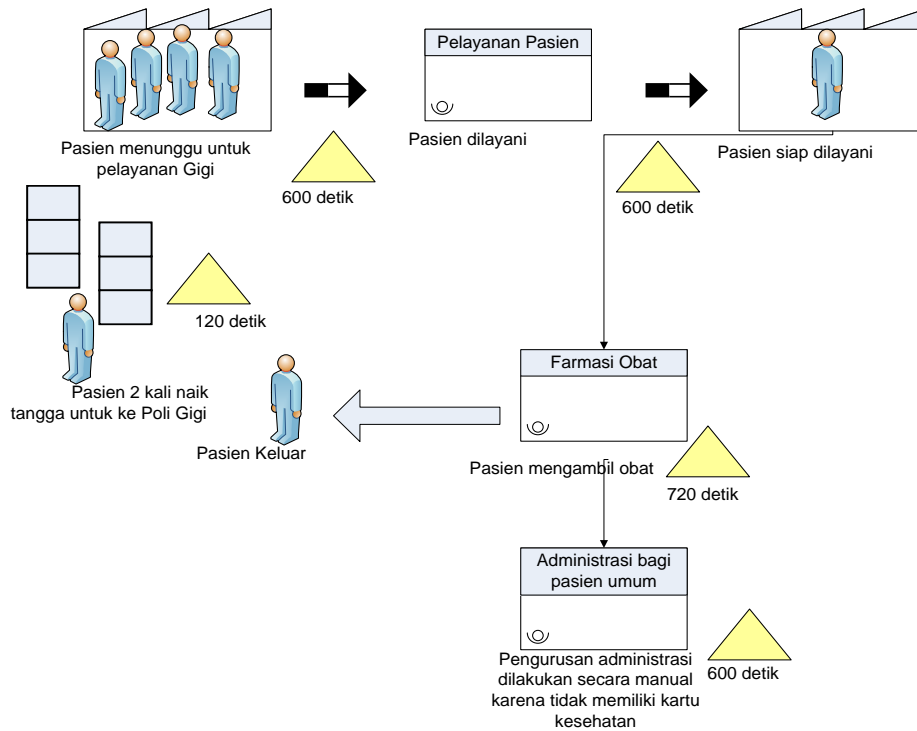 Pelayanan Pasien
Pasien menunggu untuk
pelayanan Gigi
600 detik
Pasien dilayani
Pasien siap dilayani
600 detik
120 detik
Pasien 2 kali naik
tangga untuk ke Poli Gigi
Pasien Keluar
Farmasi Obat
Pasien mengambil obat
720 detik
Administrasi bagi
pasien umum
600 detik
Pengurusan administrasi
dilakukan secara manual
karena tidak memiliki kartu
kesehatan